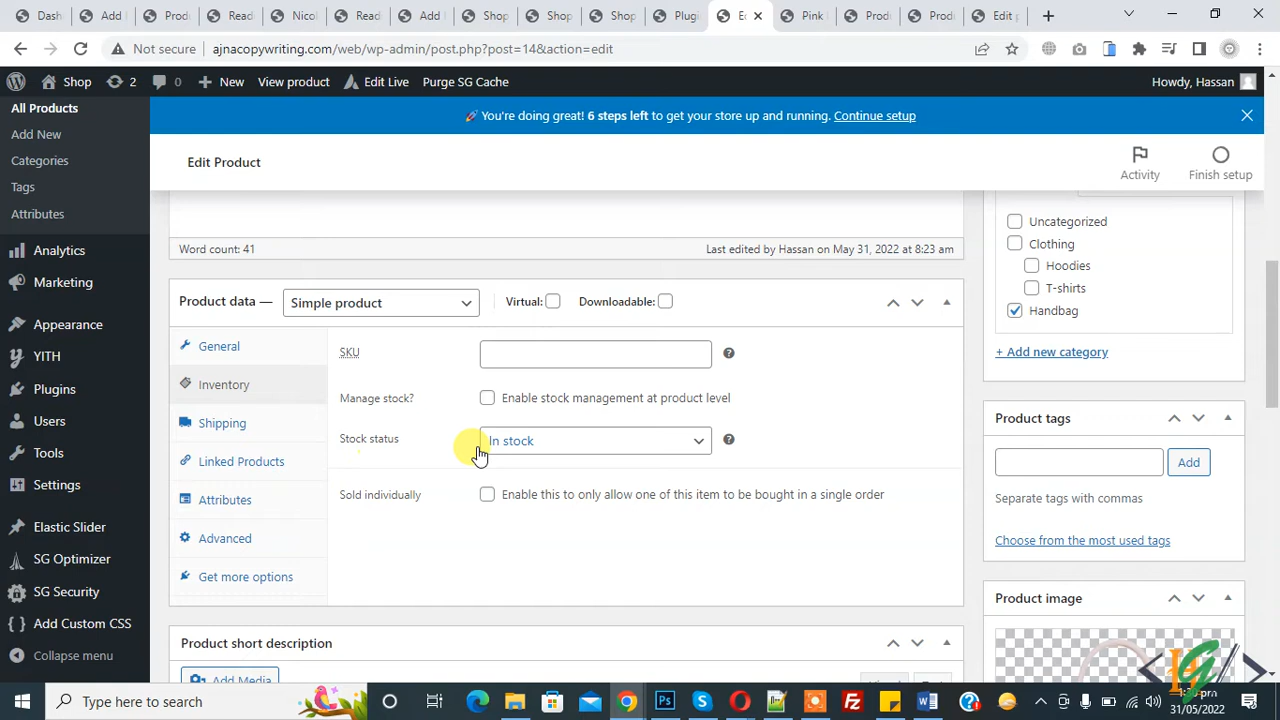 Dash
Add
Produ
Read
Nicol
Read
Add
Shop
Shop
Shop
Plugi
Ed
Pink
Produ
Produ
Edit p
Not secure
ajnacopywriting.com/web/wp-admin/post.php?post=14&action=edit
Shop
2
0
New
View product
Edit Live
Purge SG Cache
Howdy, Hassan
All Products
Add New
Categories
Tags
Attributes
Analytics
Marketing
Appearance
YITH
Plugins
Users
Tools
Settings
Elastic Slider
SG Optimizer
SG Security
Add Custom CSS
Collapse menu
You're doing great! 6 steps left to get your store up and running. Continue setup
Edit Product
Activity
Finish setup
Word count: 41
Last edited by Hassan on May 31, 2022 at 8:23 am
Product data —
Simple product
Virtual:
Downloadable:
General
Inventory
Shipping
Linked Products
Attributes
Advanced
Get more options
SKU
Manage stock?
Enable stock management at product level
Stock status
In stock
Sold individually
Enable this to only allow one of this item to be bought in a single order
Product short description
Add Media
Uncategorized
Clothing
Hoodies
T-shirts
Handbag
+ Add new category
Product tags
Add
Separate tags with commas
Choose from the most used tags
Product image
Type here to search
31/05/2022